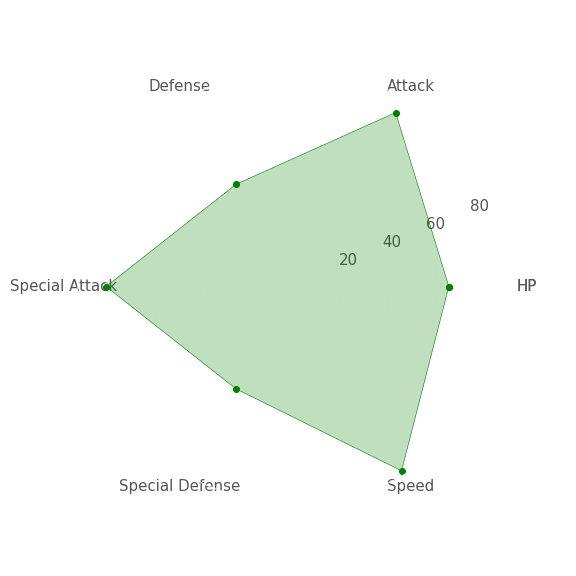 Defense
Attack
80
60
40
20
Special Attack
HP
Special Defense
Speed